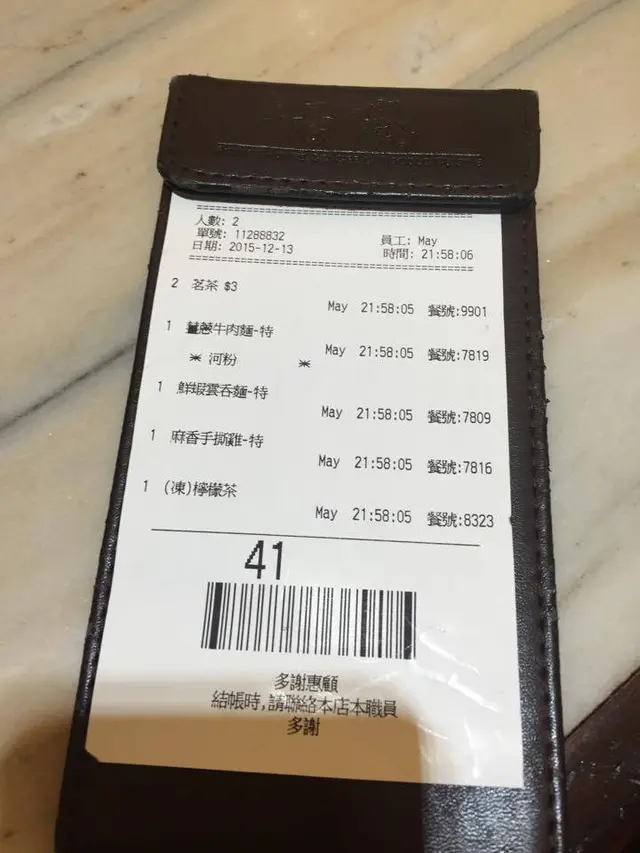 人數: 2
單號: 11288832 員工: May
日期: 2015-12-13 時間: 21:58:06
2 茗茶 $3
May 21:58:05 餐號:9901
1 薑蔥牛肉麵-特
May 21:58:05 餐號:7819
* 河粉 *
1 鮮蝦雲吞麵-特
May 21:58:05 餐號:7809
1 麻香手撕雞-特
May 21:58:05 餐號:7816
1 (凍)檸檬茶
May 21:58:05 餐號:8323
41
多謝惠顧
結帳時,請聯絡本店本職員
多謝